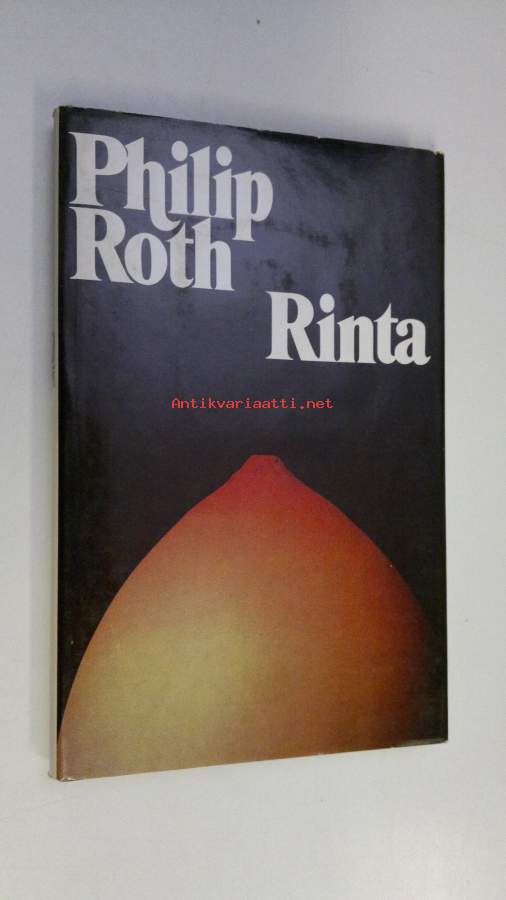 Philip
Roth
Rinta
Antikvariaatti.net